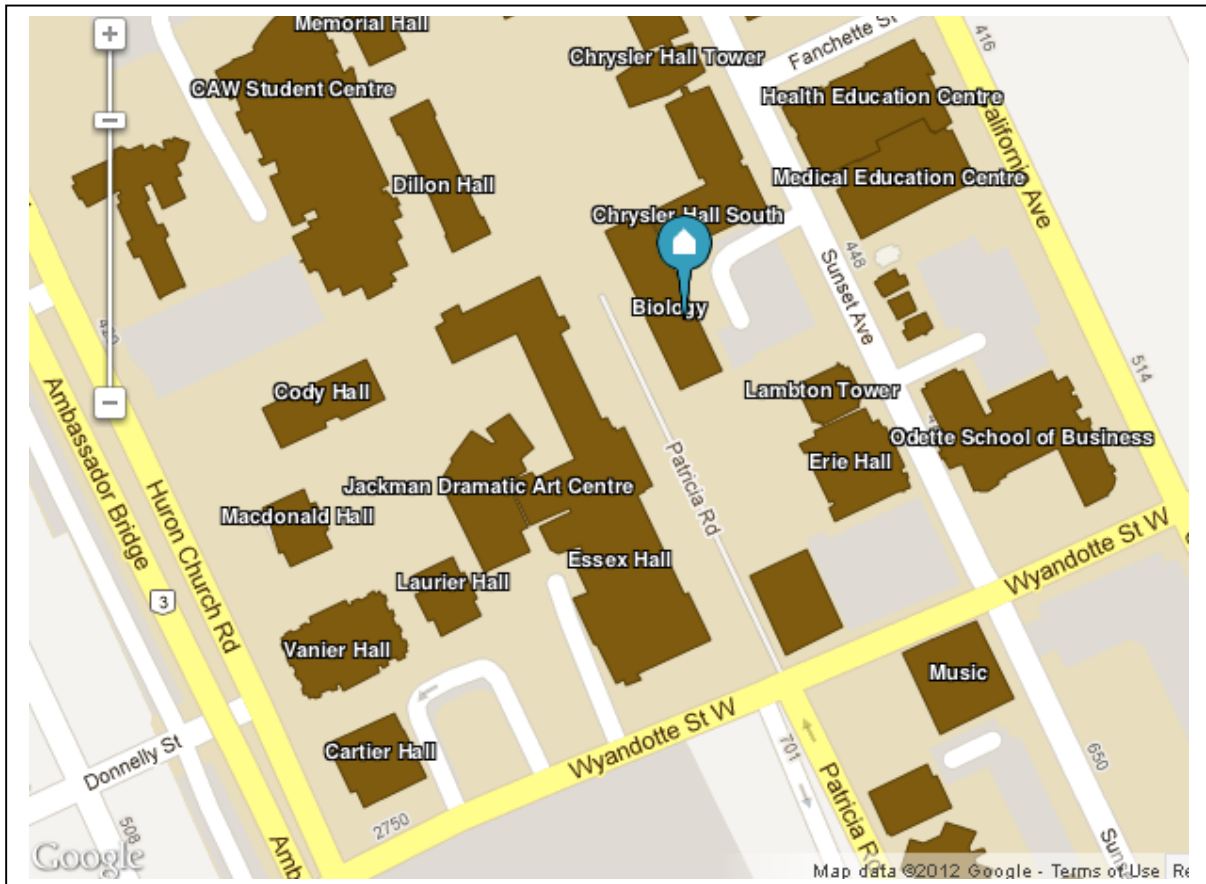 Memorial Hall
Chrysler Hall Tower
Fanchette St
416
CAW Student Centre
Health Education Centre
California Ave
Dillon Hall
Medical Education Centre
Chrysler Hall South
448
Sunset Ave
Biology
420
514
Cody Hall
Lambton Tower
Ambassador Bridge
Huron Church Rd
Patricia Rd
Odette School of Business
Erie Hall
Jackman Dramatic Art Centre
Macdonald Hall
Essex Hall
Laurier Hall
Wyandotte St W
3
Vanier Hall
Music
Cartier Hall
Wyandotte St W
Donnelly St
701
650
Patricia Rd
2750
508
Amb
Sunse
Google
Map data ©2012 Google - Terms of Use
Re